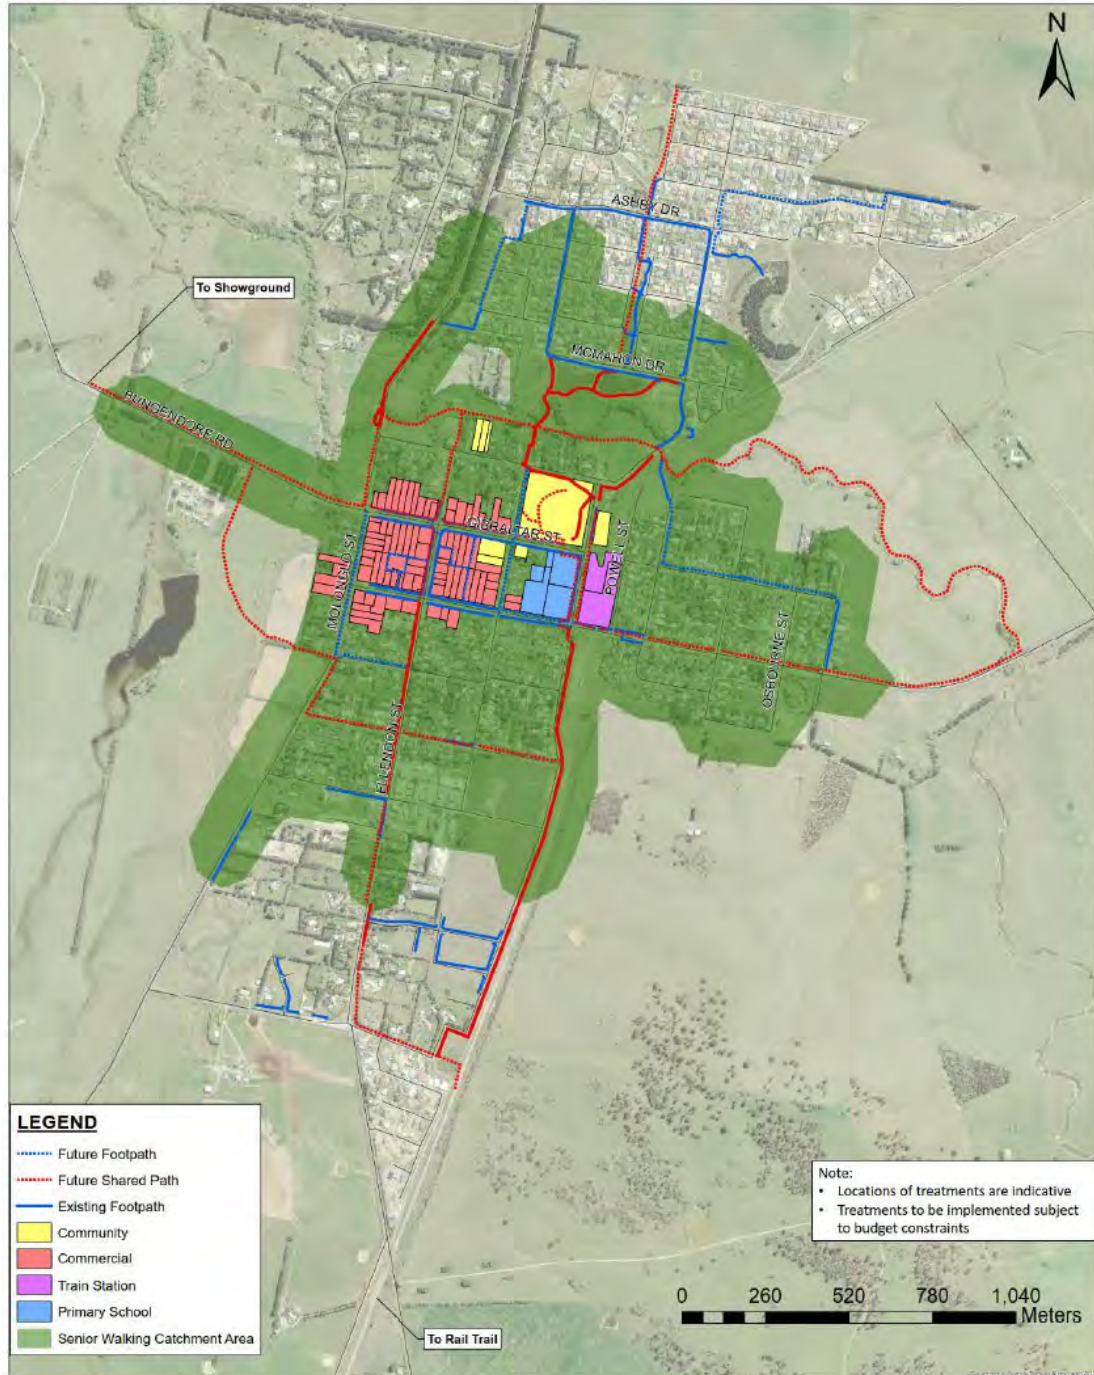 N
ASHBY DR
To Showground
MCMAHON DR
BUNGENDORE RD
GIBRALTAR ST
POWELL ST
MOLONGLO ST
OSBOURNE ST
ELLENDON ST
LEGEND
Future Footpath
Future Shared Path
Existing Footpath
Community
Commercial
Train Station
Primary School
Senior Walking Catchment Area
Note:
• Locations of treatments are indicative
• Treatments to be implemented subject
to budget constraints
0 260 520 780 1,040
Meters
To Rail Trail